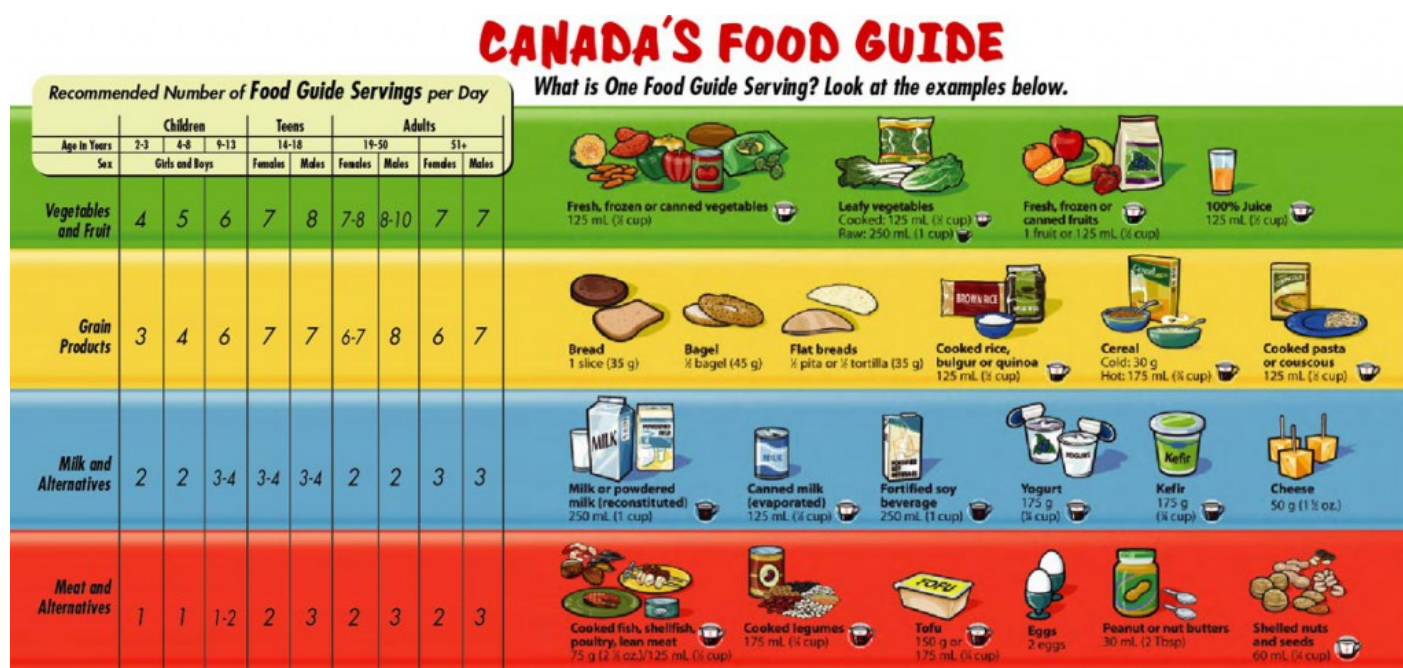 CANADA'S FOOD GUIDE
Recommended Number of Food Guide Servings per Day
What is One Food Guide Serving? Look at the examples below.
Children Teens Adults
Age in Years 2-3 4-8 9-13 14-18 19-50 51+
Sex Girls and Boys Females Males Females Males Females Males
Vegetables
and Fruit
4 5 6 7 8 7-8 8-10 7 7
Fresh, frozen or canned vegetables
125 mL (½ cup)
Leafy vegetables
Cooked: 125 mL (½ cup)
Raw: 250 mL (1 cup)
Fresh, frozen or
canned fruits
1 fruit or 125 mL (½ cup)
100% Juice
125 mL (½ cup)
Grain
Products
3 4 6 7 7 6-7 8 6 7
Bread
1 slice (35 g)
Bagel
½ bagel (45 g)
Flat breads
½ pita or ½ tortilla (35 g)
BROWN RICE
Cooked rice,
bulgur or quinoa
125 mL (½ cup)
Cereal
Cereal
Cold: 30 g
Hot: 175 mL (¾ cup)
Cooked pasta
or couscous
125 mL (½ cup)
Milk and
Alternatives
2 2 3-4 3-4 3-4 2 2 3 3
MILK
Milk or powdered
milk (reconstituted)
250 mL (1 cup)
MILK
Canned milk
(evaporated)
125 mL (½ cup)
Fortified soy
beverage
250 mL (1 cup)
YOGURT
Yogurt
175 g
(¾ cup)
Kefir
Kefir
175 g
(¾ cup)
Cheese
50 g (1 ½ oz.)
Meat and
Alternatives
1 1 1-2 2 3 2 3 2 3
Cooked fish, shellfish,
poultry, lean meat
75 g (2 ½ oz.)/125 mL (½ cup)
Cooked legumes
175 mL (¾ cup)
TOFU
Tofu
150 g or
175 mL (¾ cup)
Eggs
2 eggs
Peanut or nut butters
30 mL (2 Tbsp)
Shelled nuts
and seeds
60 mL (¼ cup)